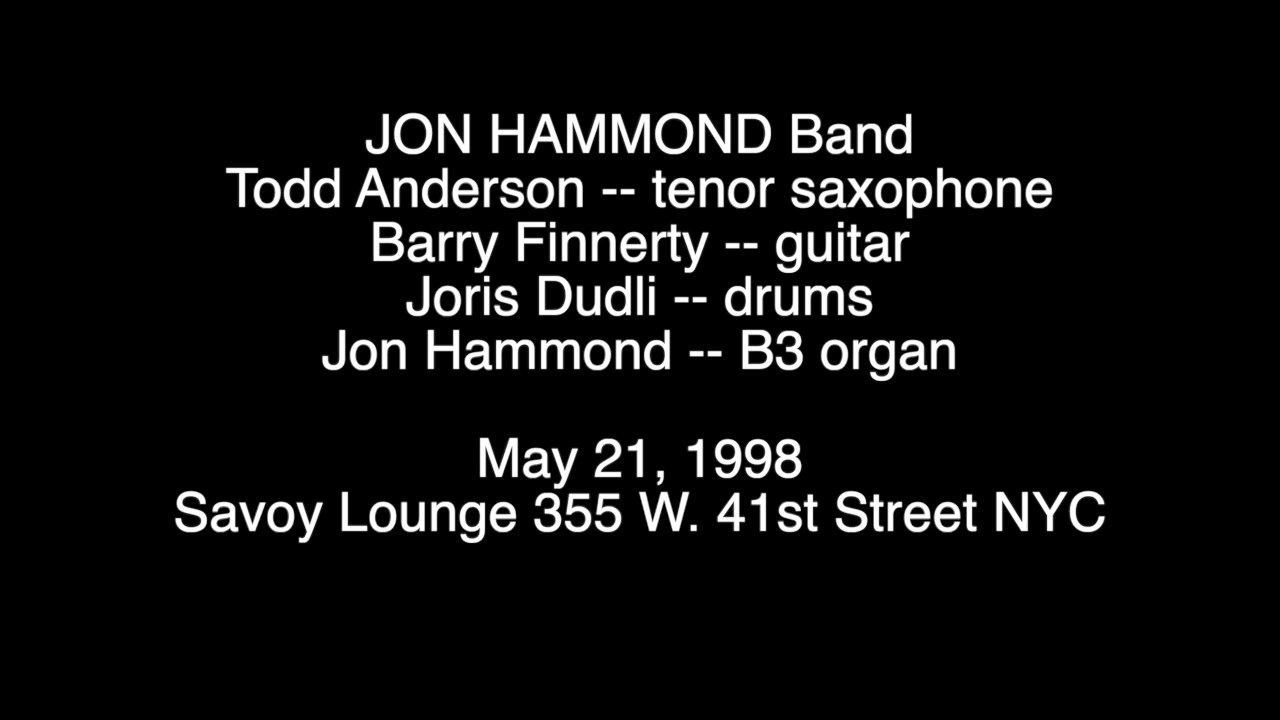 JON HAMMOND Band
Todd Anderson -- tenor saxophone
Barry Finnerty -- guitar
Joris Dudli -- drums
Jon Hammond -- B3 organ
May 21, 1998
Savoy Lounge 355 W. 41st Street NYC